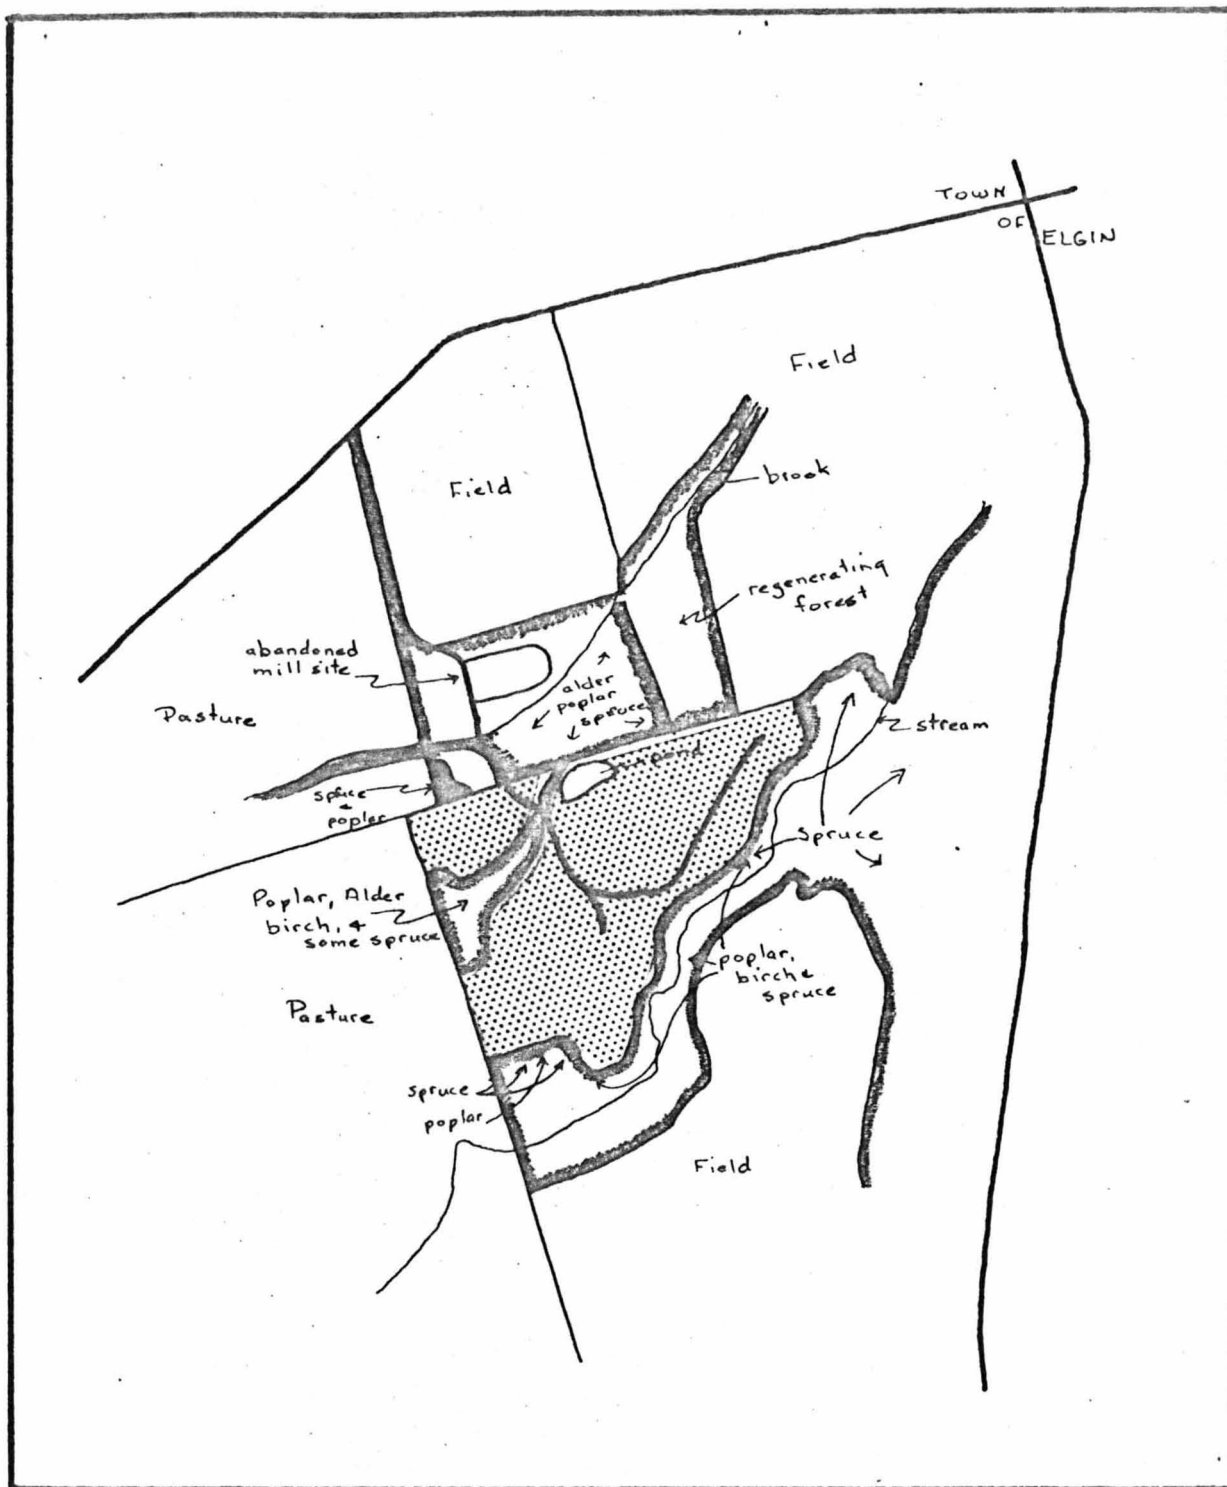 TOWN
OF
ELGIN
Field
Field
brook
regenerating
forest
abandoned
mill site
alder
poplar
spruce
Pasture
stream
pond
spruce
+
poplar
Spruce
Poplar, Alder
birch, +
some spruce
poplar,
birch &
spruce
Pasture
spruce
poplar
Field